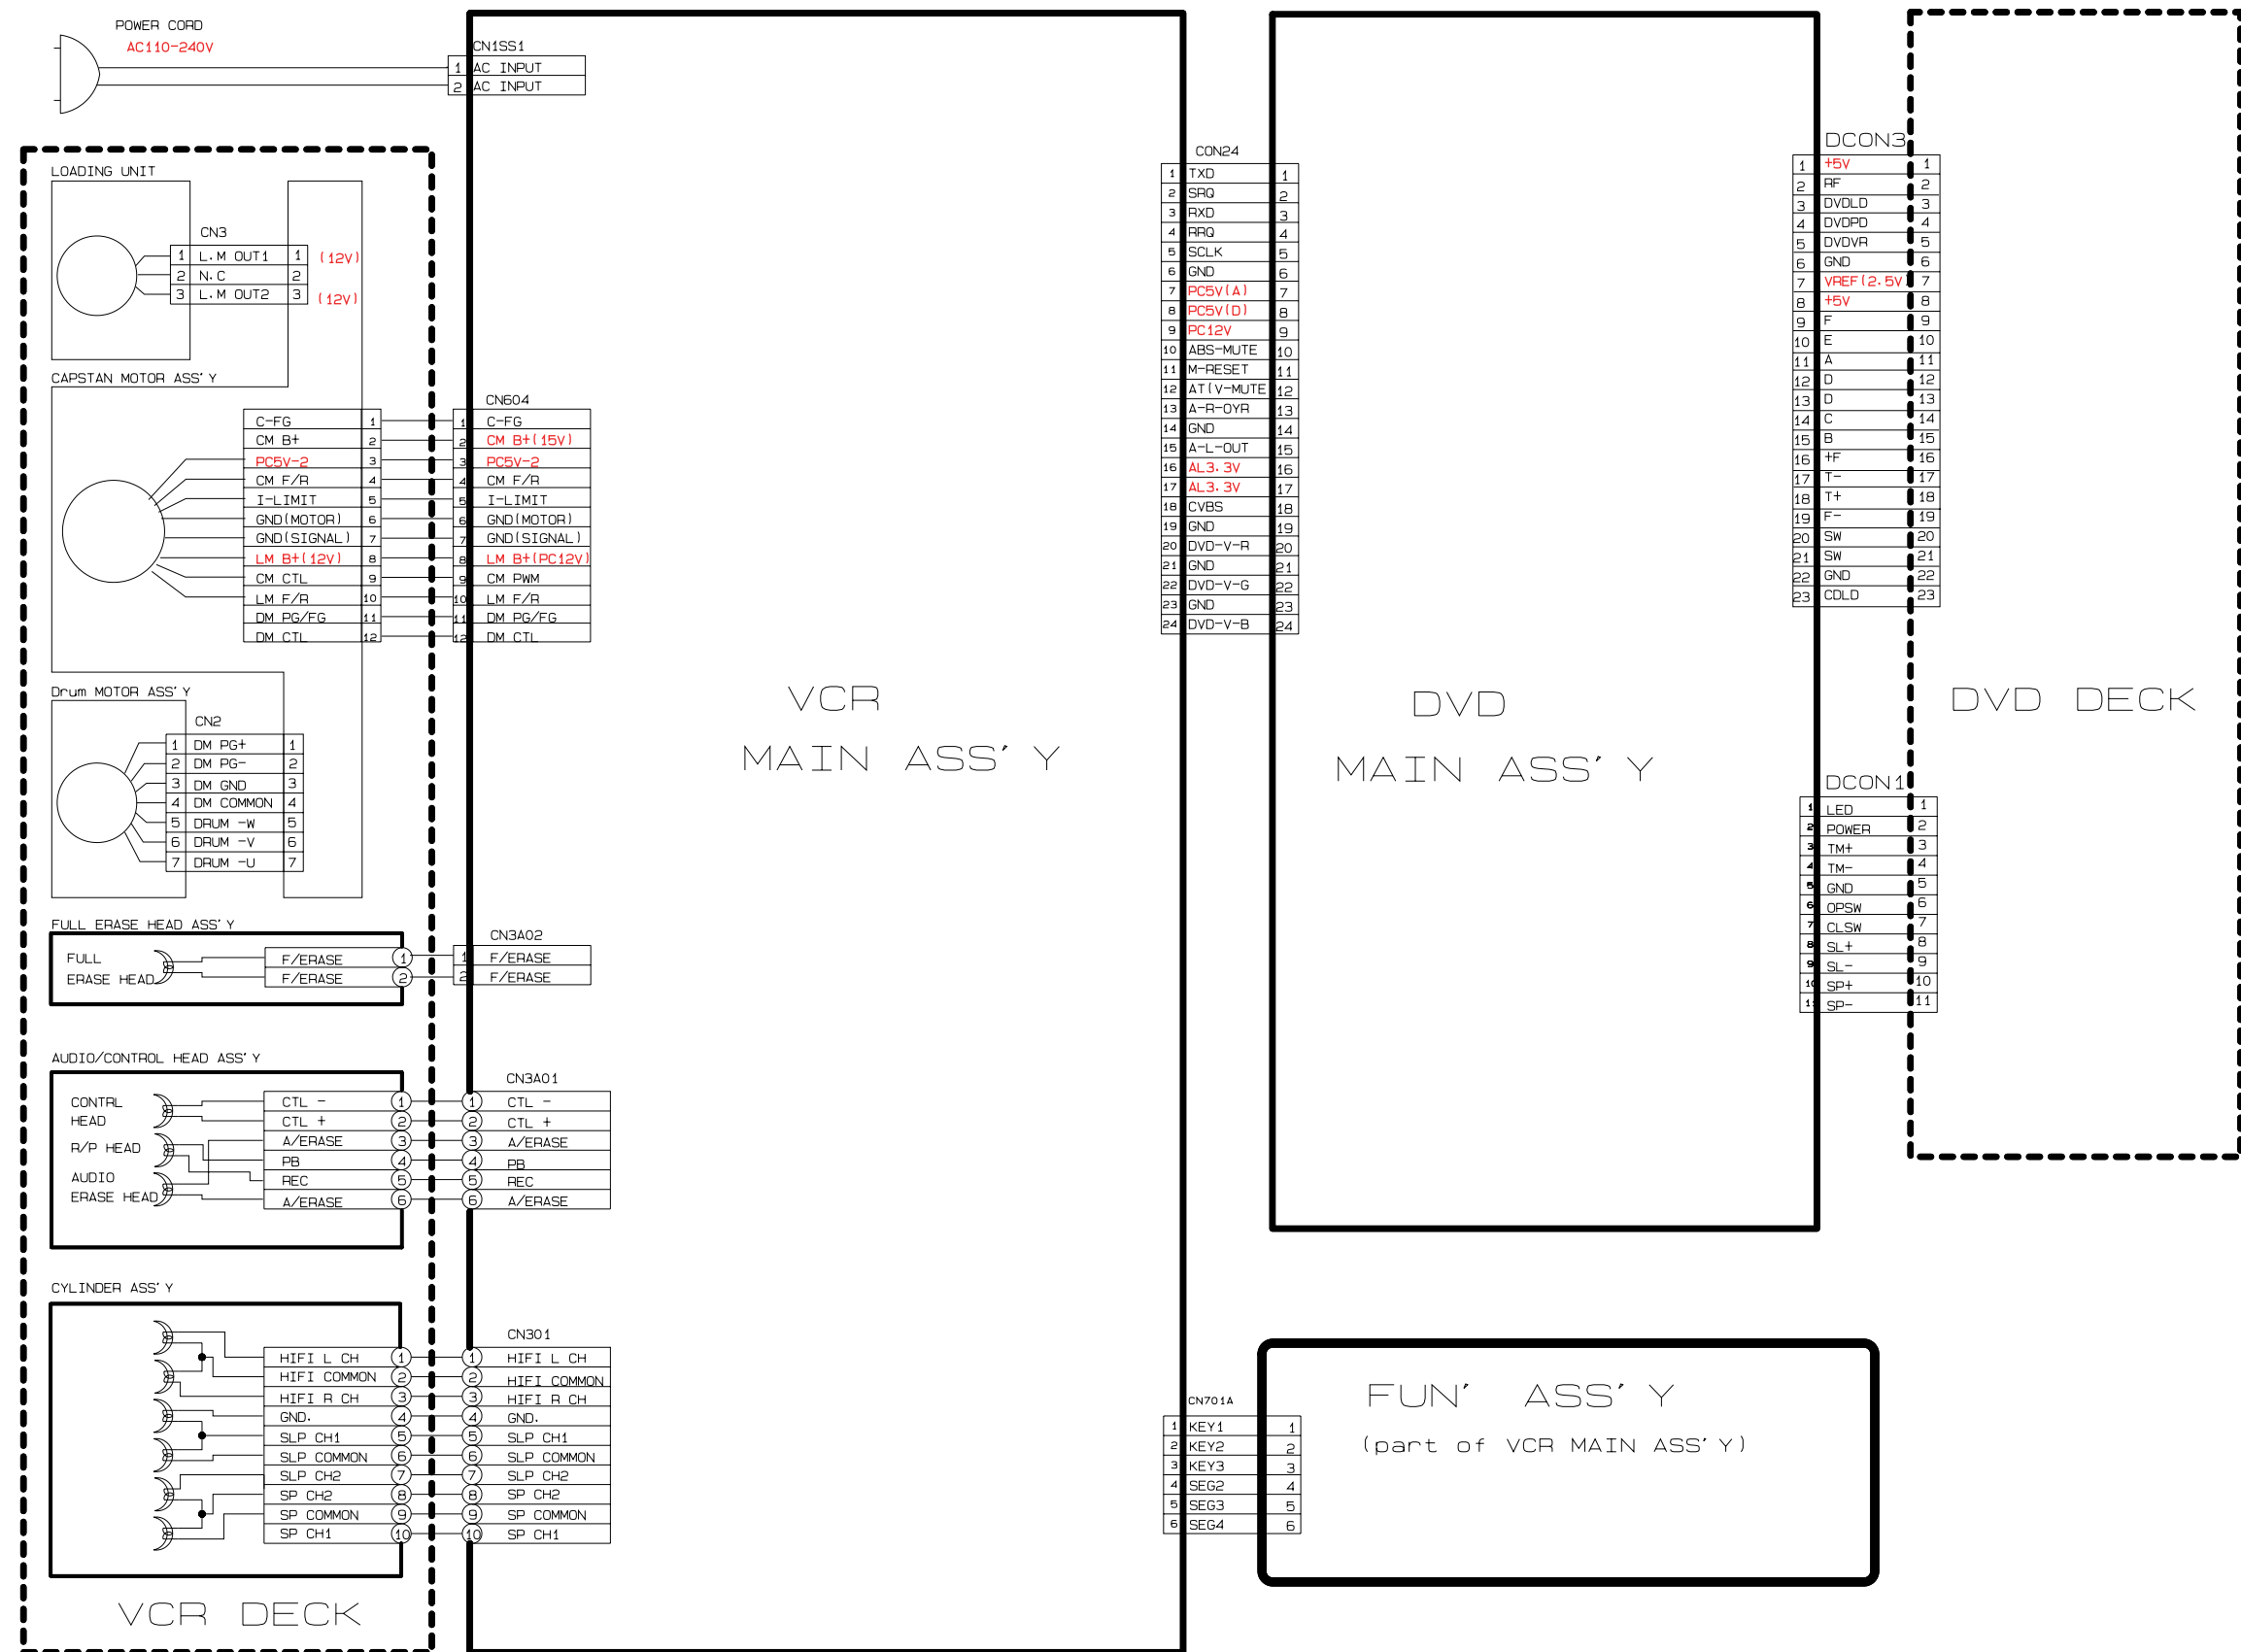 POWER CORD
AC110-240V
CN1SS1
1 AC INPUT
2 AC INPUT
LOADING UNIT
CN3
1 L.M OUT1 1 (12V)
2 N.C 2
3 L.M OUT2 3 (12V)
CAPSTAN MOTOR ASS'Y
C-FG 1
CM B+ 2
PC5V-2 3
CM F/R 4
I-LIMIT 5
GND(MOTOR) 6
GND(SIGNAL) 7
LM B+(12V) 8
CM CTL 9
LM F/R 10
DM PG/FG 11
DM CTL 12
CN604
1 C-FG
2 CM B+(15V)
3 PC5V-2
4 CM F/R
5 I-LIMIT
6 GND(MOTOR)
7 GND(SIGNAL)
8 LM B+(PC12V)
9 CM PWM
10 LM F/R
11 DM PG/FG
12 DM CTL
Drum MOTOR ASS'Y
CN2
1 DM PG+ 1
2 DM PG- 2
3 DM GND 3
4 DM COMMON 4
5 DRUM -W 5
6 DRUM -V 6
7 DRUM -U 7
FULL ERASE HEAD ASS'Y
FULL
ERASE HEAD
F/ERASE 1
F/ERASE 2
CN3A02
1 F/ERASE
2 F/ERASE
AUDIO/CONTROL HEAD ASS'Y
CONTRL
HEAD
R/P HEAD
AUDIO
ERASE HEAD
CTL - 1
CTL + 2
A/ERASE 3
PB 4
REC 5
A/ERASE 6
CN3A01
1 CTL -
2 CTL +
3 A/ERASE
4 PB
5 REC
6 A/ERASE
CYLINDER ASS'Y
HIFI L CH 1
HIFI COMMON 2
HIFI R CH 3
GND. 4
SLP CH1 5
SLP COMMON 6
SLP CH2 7
SP CH2 8
SP COMMON 9
SP CH1 10
CN301
1 HIFI L CH
2 HIFI COMMON
3 HIFI R CH
4 GND.
5 SLP CH1
6 SLP COMMON
7 SLP CH2
8 SP CH2
9 SP COMMON
10 SP CH1
VCR DECK
VCR
MAIN ASS'Y
CON24
1 TXD 1
2 SRQ 2
3 RXD 3
4 RRQ 4
5 SCLK 5
6 GND 6
7 PC5V(A) 7
8 PC5V(D) 8
9 PC12V 9
10 ABS-MUTE 10
11 M-RESET 11
12 AT(V-MUTE 12
13 A-R-OYR 13
14 GND 14
15 A-L-OUT 15
16 AL3.3V 16
17 AL3.3V 17
18 CVBS 18
19 GND 19
20 DVD-V-R 20
21 GND 21
22 DVD-V-G 22
23 GND 23
24 DVD-V-B 24
DVD
MAIN ASS'Y
DCON3
1 +5V 1
2 RF 2
3 DVDLD 3
4 DVDPD 4
5 DVDVR 5
6 GND 6
7 VREF(2.5V) 7
8 +5V 8
9 F 9
10 E 10
11 A 11
12 D 12
13 D 13
14 C 14
15 B 15
16 +F 16
17 T- 17
18 T+ 18
19 F- 19
20 SW 20
21 SW 21
22 GND 22
23 CDLD 23
DVD DECK
DCON1
1 LED 1
2 POWER 2
3 TM+ 3
4 TM- 4
5 GND 5
6 OPSW 6
7 CLSW 7
8 SL+ 8
9 SL- 9
10 SP+ 10
11 SP- 11
CN701A
1 KEY1 1
2 KEY2 2
3 KEY3 3
4 SEG2 4
5 SEG3 5
6 SEG4 6
FUN' ASS'Y
(part of VCR MAIN ASS'Y)